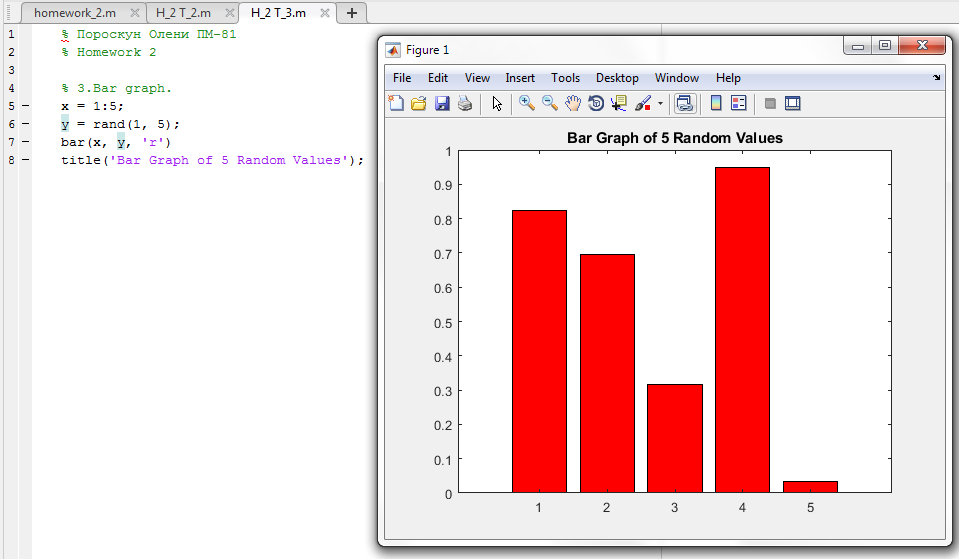 homework_2.m H_2 T_2.m H_2 T_3.m
1 % Пороскун Олени ПМ-81
2 % Homework 2
3
4 % 3.Bar graph.
5 x = 1:5;
6 y = rand(1, 5);
7 bar(x, y, 'r')
8 title('Bar Graph of 5 Random Values');
Figure 1
File Edit View Insert Tools Desktop Window Help
Bar Graph of 5 Random Values
1
0.9
0.8
0.7
0.6
0.5
0.4
0.3
0.2
0.1
0
1 2 3 4 5